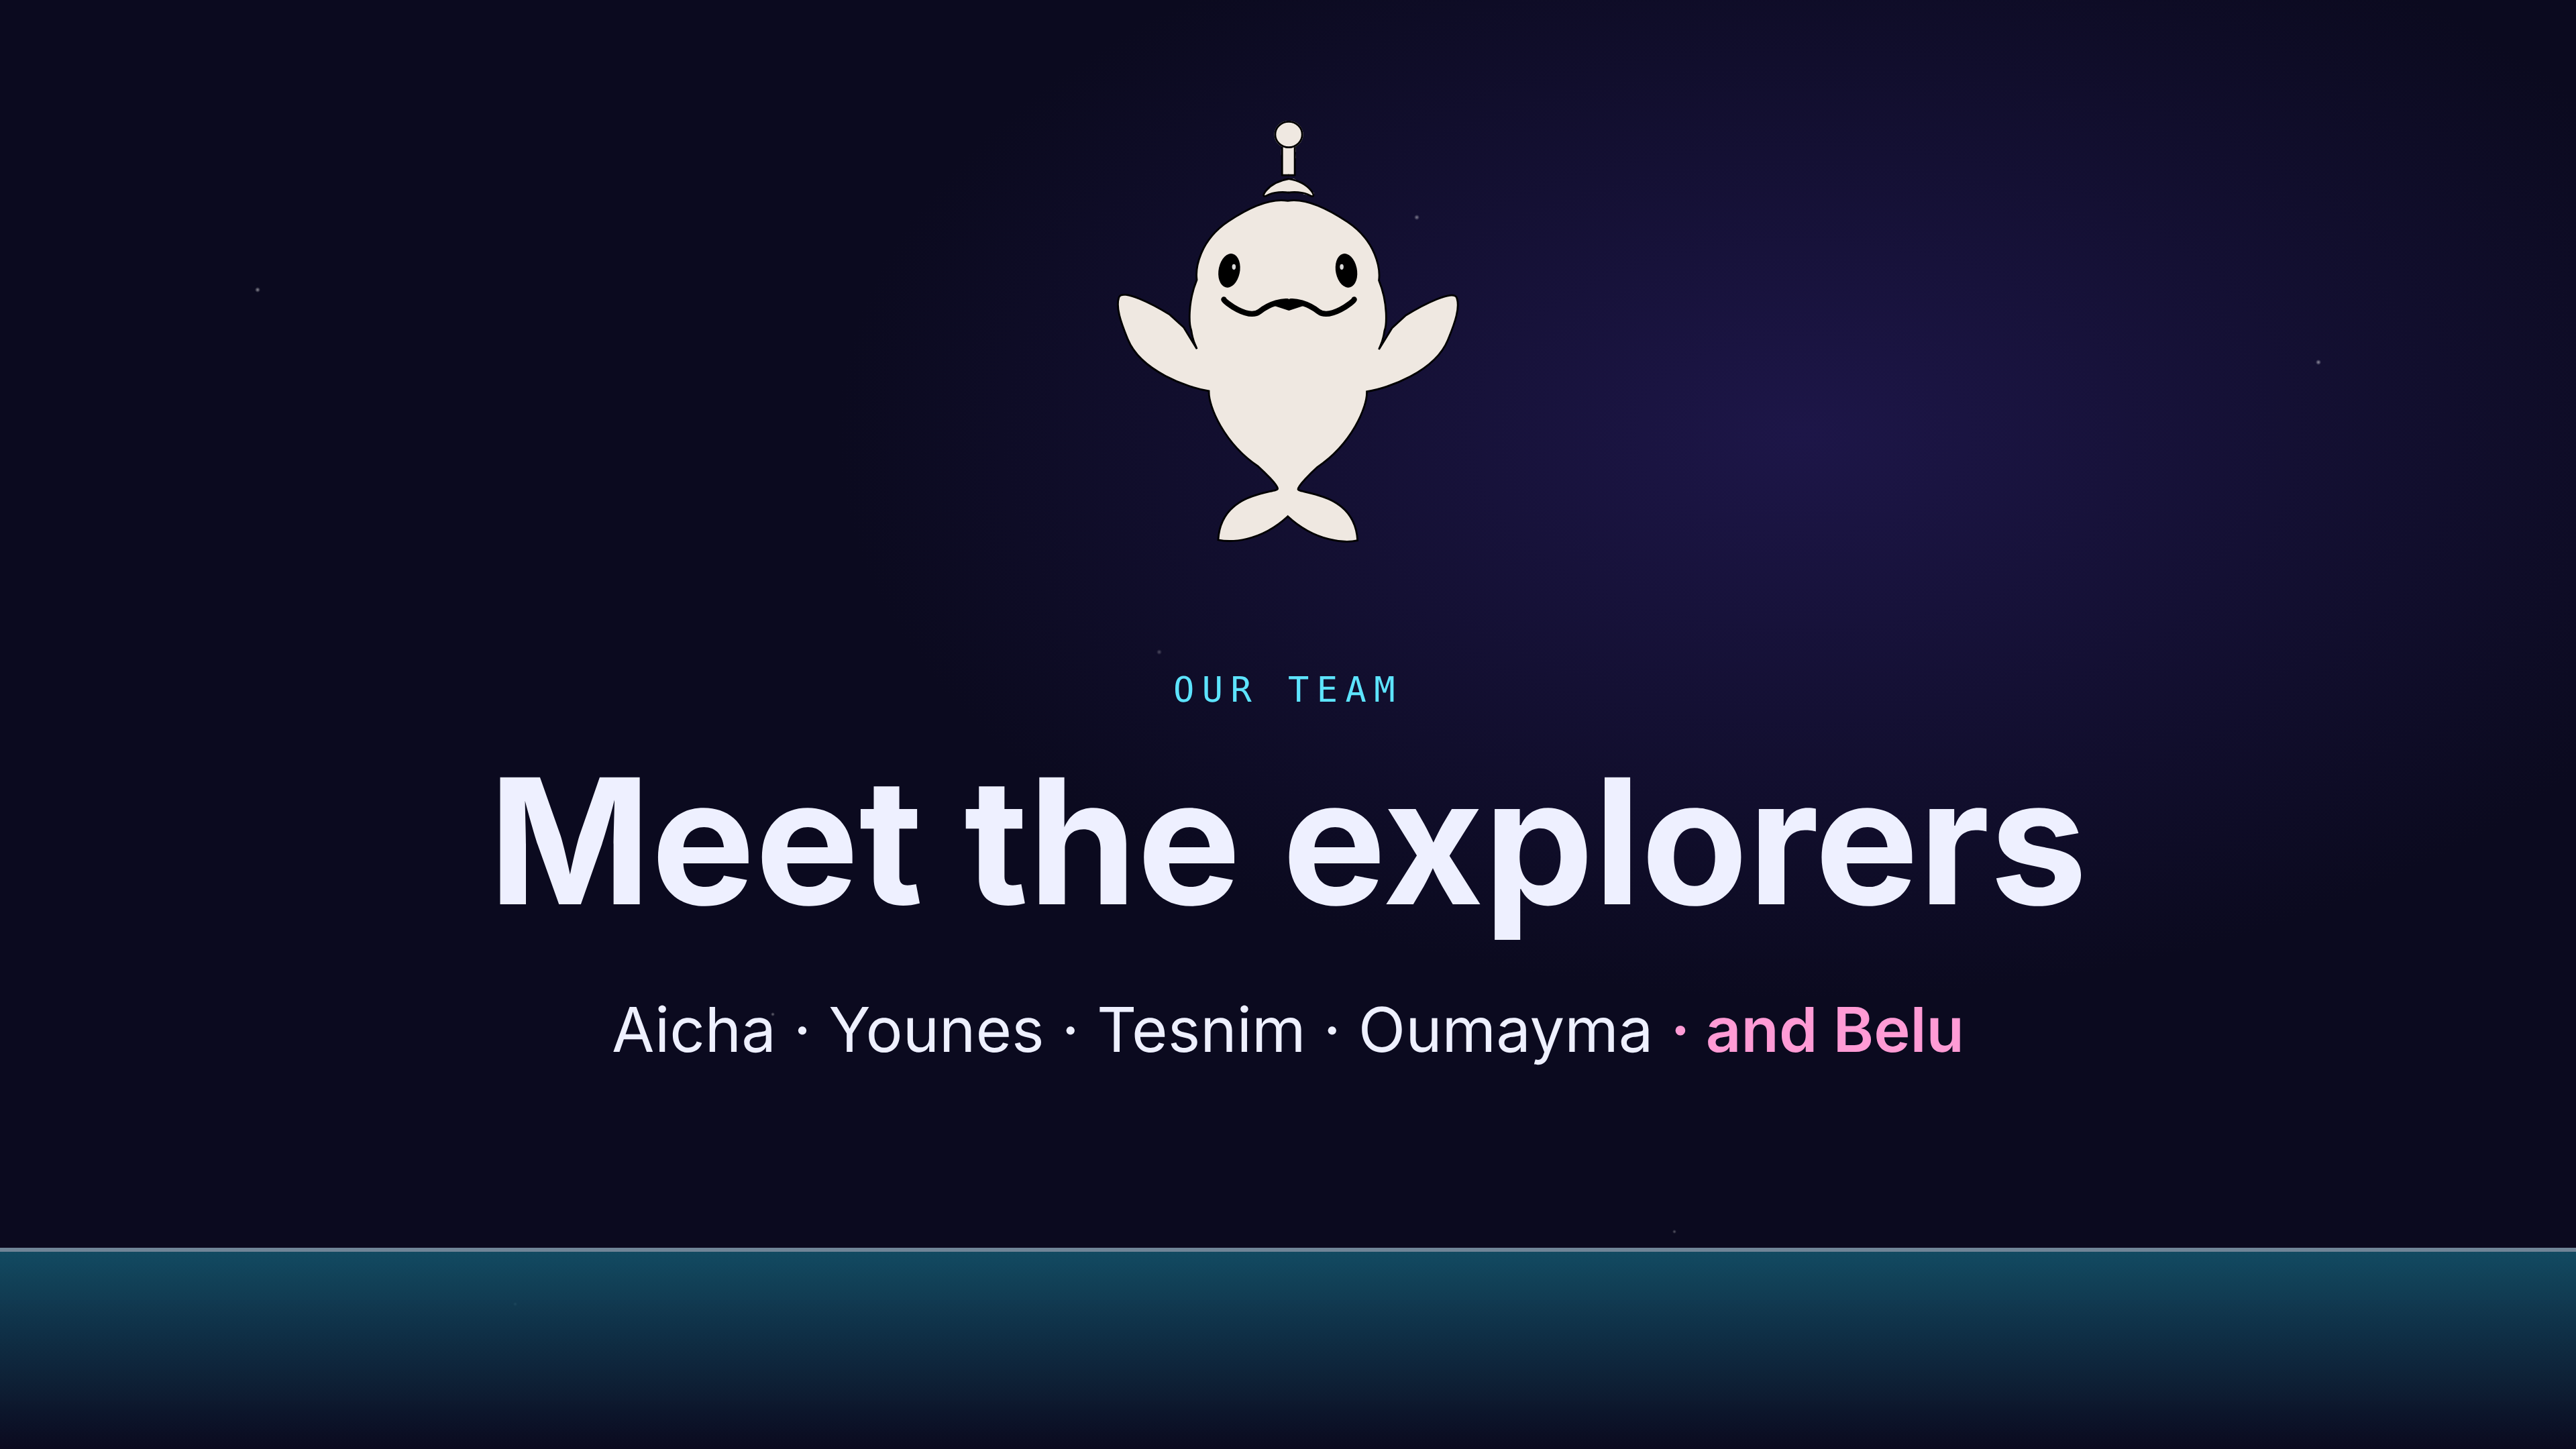 OUR TEAM
Meet the explorers
Aicha · Younes · Tesnim · Oumayma · and Belu